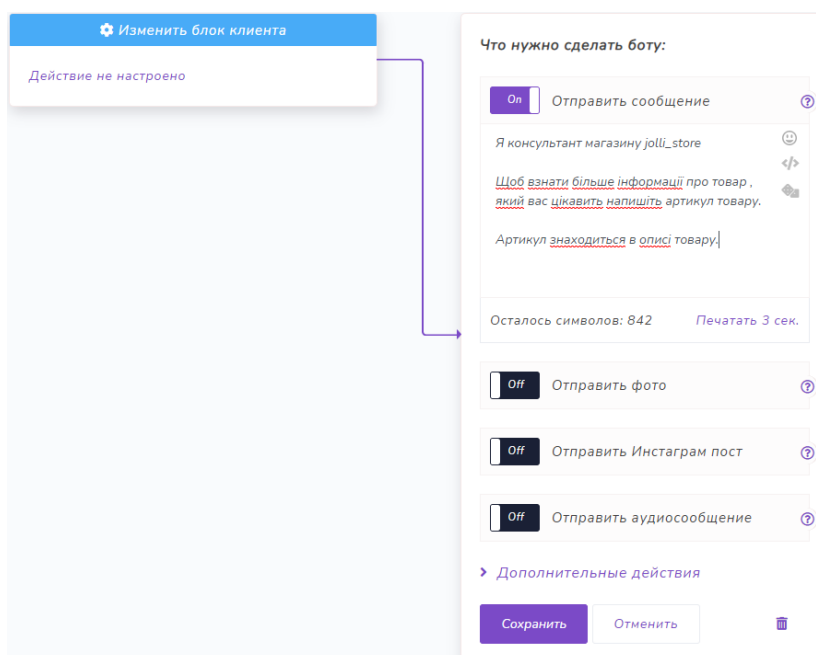 Изменить блок клиента
Действие не настроено
Что нужно сделать боту:
On Отправить сообщение ?
Я консультант магазину jolli_store
Щоб взнати більше інформації про товар ,
який вас цікавить напишіть артикул товару.
Артикул знаходиться в описі товару.
Осталось символов: 842 Печатать 3 сек.
Off Отправить фото ?
Off Отправить Инстаграм пост ?
Off Отправить аудиосообщение ?
Дополнительные действия
Сохранить Отменить